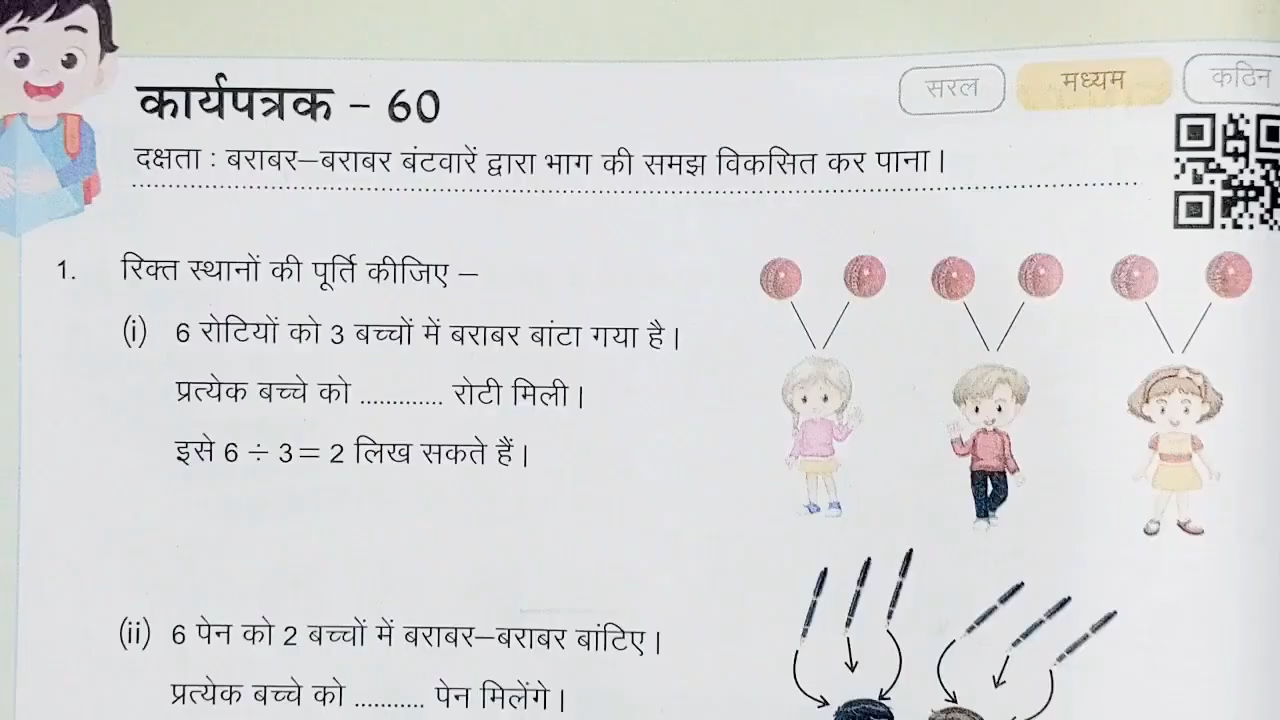 सरल
मध्यम
कठिन
कार्यपत्रक – 60
दक्षता : बराबर–बराबर बंटवारें द्वारा भाग की समझ विकसित कर पाना।
1. रिक्त स्थानों की पूर्ति कीजिए –
(i) 6 रोटियों को 3 बच्चों में बराबर बांटा गया है।
प्रत्येक बच्चे को ............. रोटी मिली।
इसे 6 ÷ 3 = 2 लिख सकते हैं।
(ii) 6 पेन को 2 बच्चों में बराबर–बराबर बांटिए।
प्रत्येक बच्चे को ........... पेन मिलेंगे।